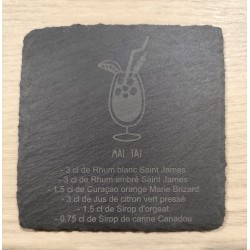 MAI TAI
- 3 cl de Rhum blanc Saint James
- 3 cl de Rhum ambré Saint James
- 1.5 cl de Curaçao orange Marie Brizard
- 3 cl de Jus de citron vert pressé
- 1.5 cl de Sirop d'orgeat
- 0.75 cl de Sirop de canne Canadou